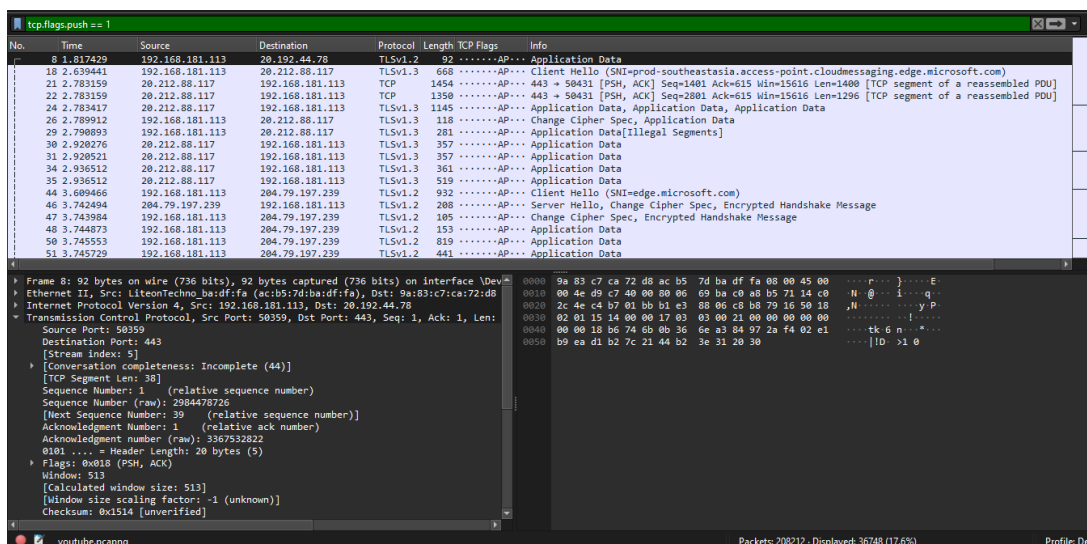 tcp.flags.push == 1
No. Time Source Destination Protocol Length TCP Flags Info
8 1.817429 192.168.181.113 20.192.44.78 TLSv1.2 92 ·······AP··· Application Data
18 2.639441 192.168.181.113 20.212.88.117 TLSv1.3 668 ·······AP··· Client Hello (SNI=prod-southeastasia.access-point.cloudmessaging.edge.microsoft.com)
21 2.783159 20.212.88.117 192.168.181.113 TCP 1454 ·······AP··· 443 → 50431 [PSH, ACK] Seq=1401 Ack=615 Win=15616 Len=1400 [TCP segment of a reassembled PDU]
22 2.783159 20.212.88.117 192.168.181.113 TCP 1350 ·······AP··· 443 → 50431 [PSH, ACK] Seq=2801 Ack=615 Win=15616 Len=1296 [TCP segment of a reassembled PDU]
24 2.783417 20.212.88.117 192.168.181.113 TLSv1.3 1145 ·······AP··· Application Data, Application Data, Application Data
26 2.789912 192.168.181.113 20.212.88.117 TLSv1.3 118 ·······AP··· Change Cipher Spec, Application Data
29 2.790893 192.168.181.113 20.212.88.117 TLSv1.3 281 ·······AP··· Application Data[Illegal Segments]
30 2.920276 20.212.88.117 192.168.181.113 TLSv1.3 357 ·······AP··· Application Data
31 2.920521 20.212.88.117 192.168.181.113 TLSv1.3 357 ·······AP··· Application Data
34 2.936512 20.212.88.117 192.168.181.113 TLSv1.3 361 ·······AP··· Application Data
35 2.936512 20.212.88.117 192.168.181.113 TLSv1.3 519 ·······AP··· Application Data
44 3.609466 192.168.181.113 204.79.197.239 TLSv1.2 932 ·······AP··· Client Hello (SNI=edge.microsoft.com)
46 3.742494 204.79.197.239 192.168.181.113 TLSv1.2 208 ·······AP··· Server Hello, Change Cipher Spec, Encrypted Handshake Message
47 3.743984 192.168.181.113 204.79.197.239 TLSv1.2 105 ·······AP··· Change Cipher Spec, Encrypted Handshake Message
48 3.744873 192.168.181.113 204.79.197.239 TLSv1.2 153 ·······AP··· Application Data
50 3.745553 192.168.181.113 204.79.197.239 TLSv1.2 819 ·······AP··· Application Data
51 3.745729 192.168.181.113 204.79.197.239 TLSv1.2 441 ·······AP··· Application Data
Frame 8: 92 bytes on wire (736 bits), 92 bytes captured (736 bits) on interface \Dev
Ethernet II, Src: LiteonTechno_ba:df:fa (ac:b5:7d:ba:df:fa), Dst: 9a:83:c7:ca:72:d8
Internet Protocol Version 4, Src: 192.168.181.113, Dst: 20.192.44.78
Transmission Control Protocol, Src Port: 50359, Dst Port: 443, Seq: 1, Ack: 1, Len:
Source Port: 50359
Destination Port: 443
[Stream index: 5]
[Conversation completeness: Incomplete (44)]
[TCP Segment Len: 38]
Sequence Number: 1 (relative sequence number)
Sequence Number (raw): 2984478726
[Next Sequence Number: 39 (relative sequence number)]
Acknowledgment Number: 1 (relative ack number)
Acknowledgment number (raw): 3367532822
0101 .... = Header Length: 20 bytes (5)
Flags: 0x018 (PSH, ACK)
Window: 513
[Calculated window size: 513]
[Window size scaling factor: -1 (unknown)]
Checksum: 0x1514 [unverified]
0000 9a 83 c7 ca 72 d8 ac b5 7d ba df fa 08 00 45 00 ····r··· }·····E·
0010 00 4e d9 c7 40 00 80 06 69 ba c0 a8 b5 71 14 c0 ·N··@··· i····q··
0020 2c 4e c4 b7 01 bb b1 e3 88 06 c8 b8 79 16 50 18 ,N······ ····y·P·
0030 02 01 15 14 00 00 17 03 03 00 21 00 00 00 00 00 ········ ··!·····
0040 00 00 18 b6 74 6b 0b 36 6e a3 84 97 2a f4 02 e1 ····tk·6 n···*···
0050 b9 ea d1 b2 7c 21 44 b2 3e 31 20 30 ····|!D· >1 0
youtube.pcapng Packets: 208212 · Displayed: 36748 (17.6%) Profile: De